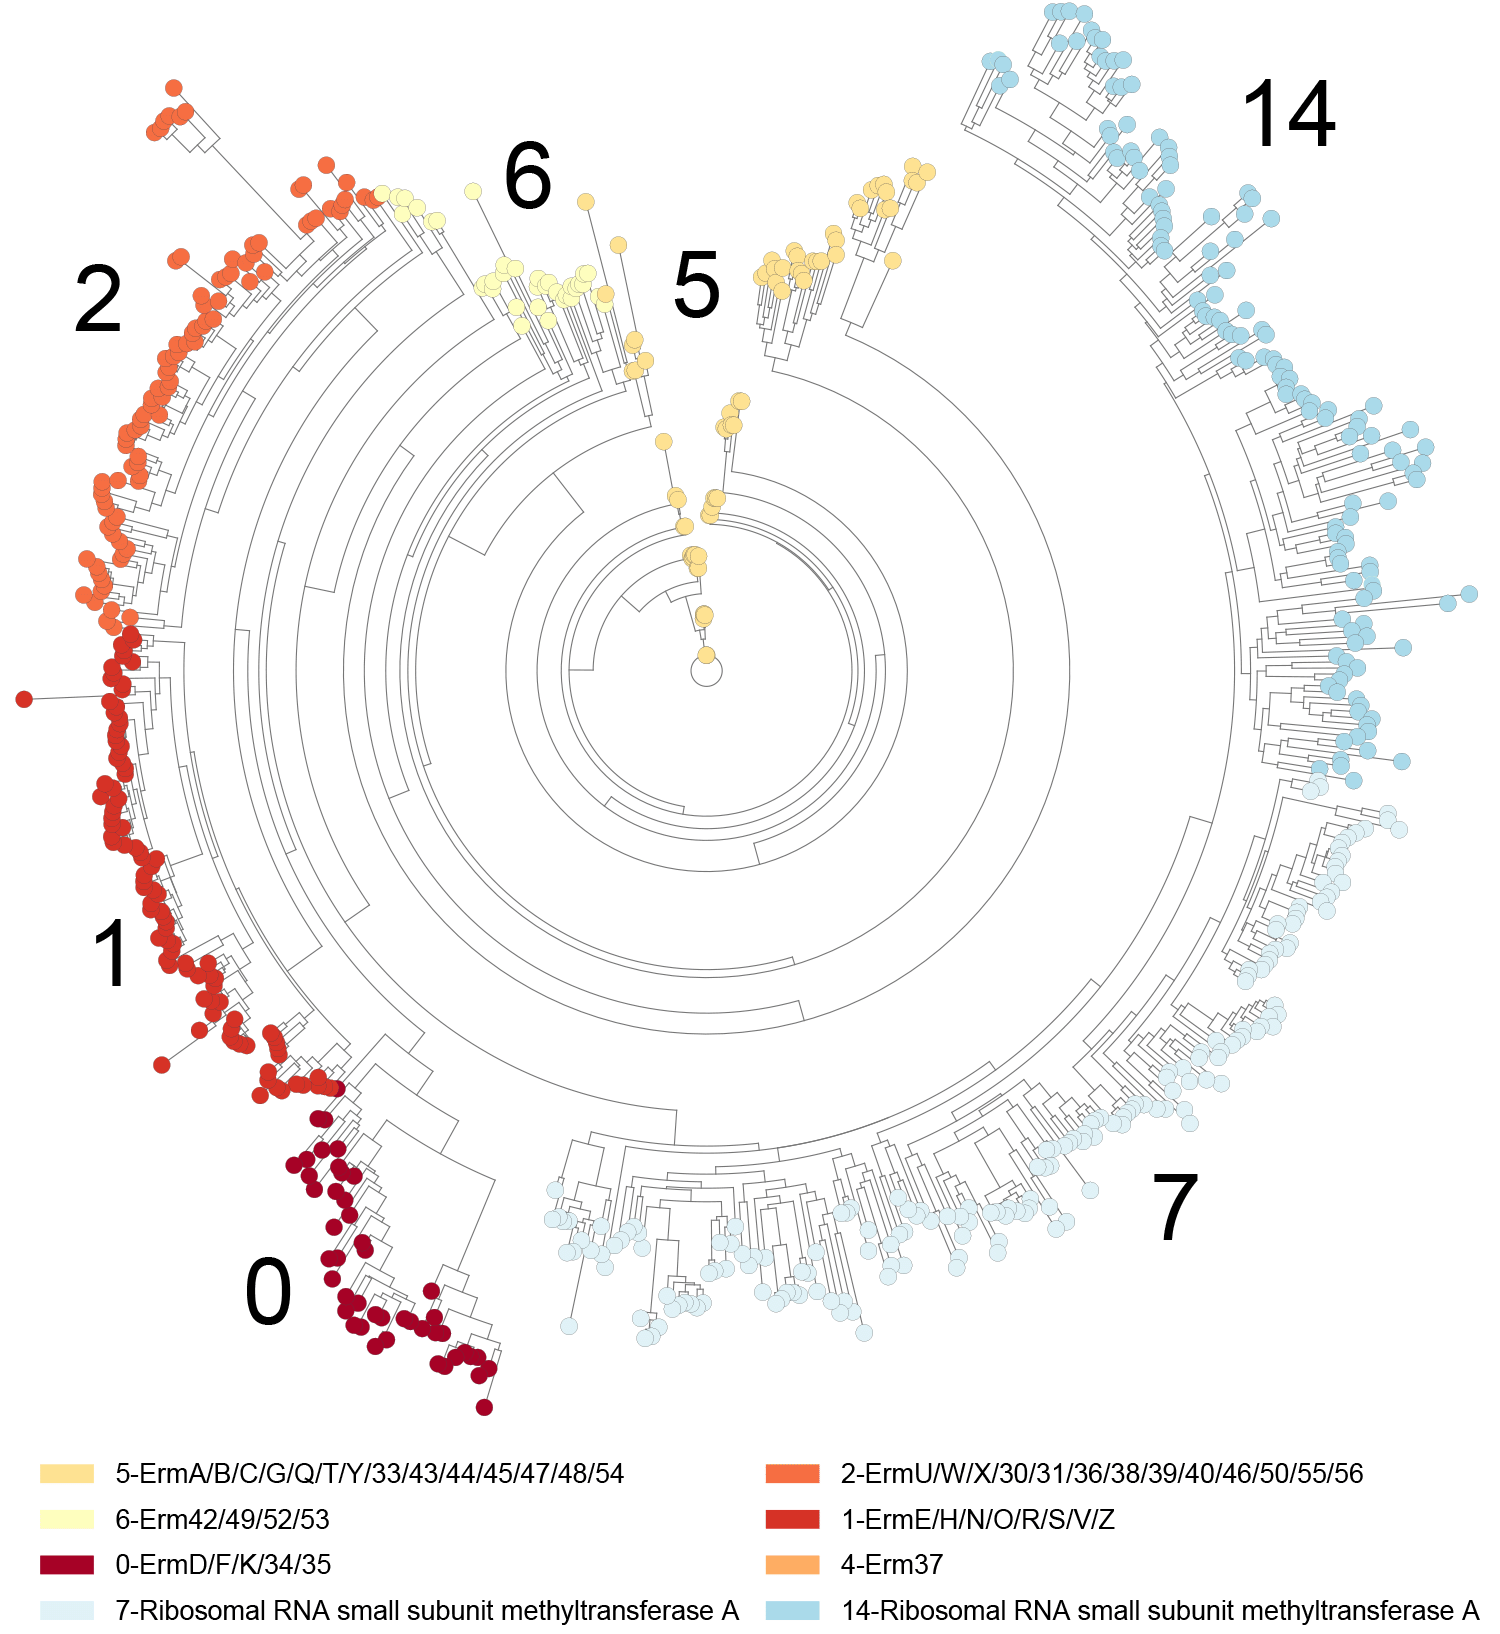 14
6
5
2
1
7
0
5-ErmA/B/C/G/Q/T/Y/33/43/44/45/47/48/54
2-ErmU/W/X/30/31/36/38/39/40/46/50/55/56
6-Erm42/49/52/53
1-ErmE/H/N/O/R/S/V/Z
0-ErmD/F/K/34/35
4-Erm37
7-Ribosomal RNA small subunit methyltransferase A
14-Ribosomal RNA small subunit methyltransferase A